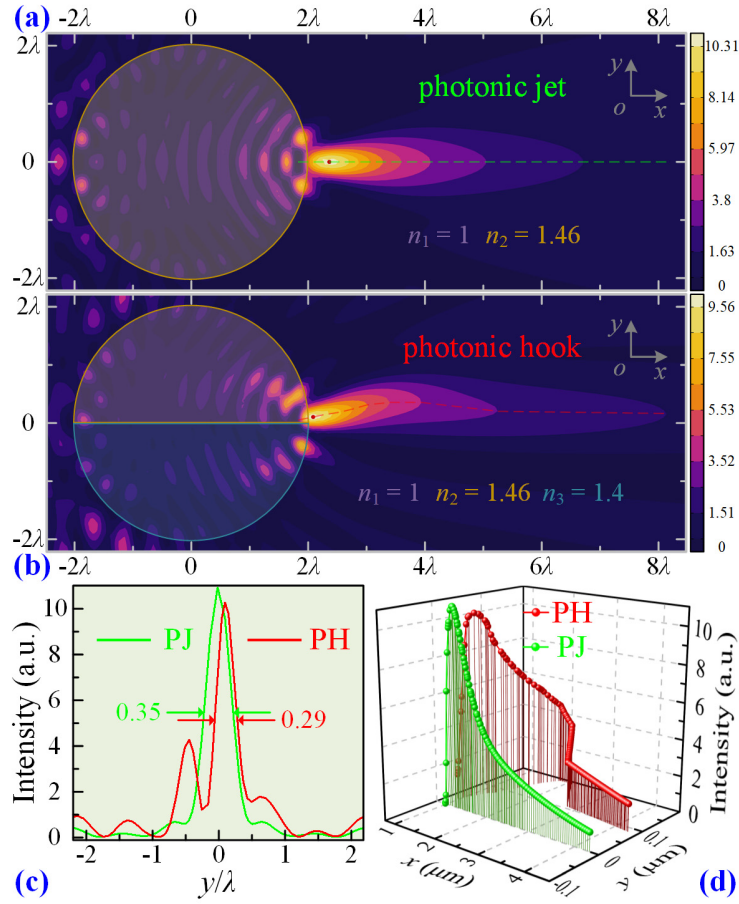 (a)
-2λ 0 2λ 4λ 6λ 8λ
2λ
0
-2λ
photonic jet
y
o x
n1 = 1 n2 = 1.46
10.31
8.14
5.97
3.8
1.63
0
2λ
0
-2λ
photonic hook
y
o x
n1 = 1 n2 = 1.46 n3 = 1.4
9.56
7.55
5.53
3.52
1.51
0
(b)
-2λ 0 2λ 4λ 6λ 8λ
PJ PH
0.35 0.29
Intensity (a.u.)
10
8
6
4
2
0
-2 -1 0 1 2
y/λ
(c)
PH
PJ
Intensity (a.u.)
10
8
6
4
2
0
1 2 3 4
x (μm)
-0.1 0 0.1
y (μm)
(d)